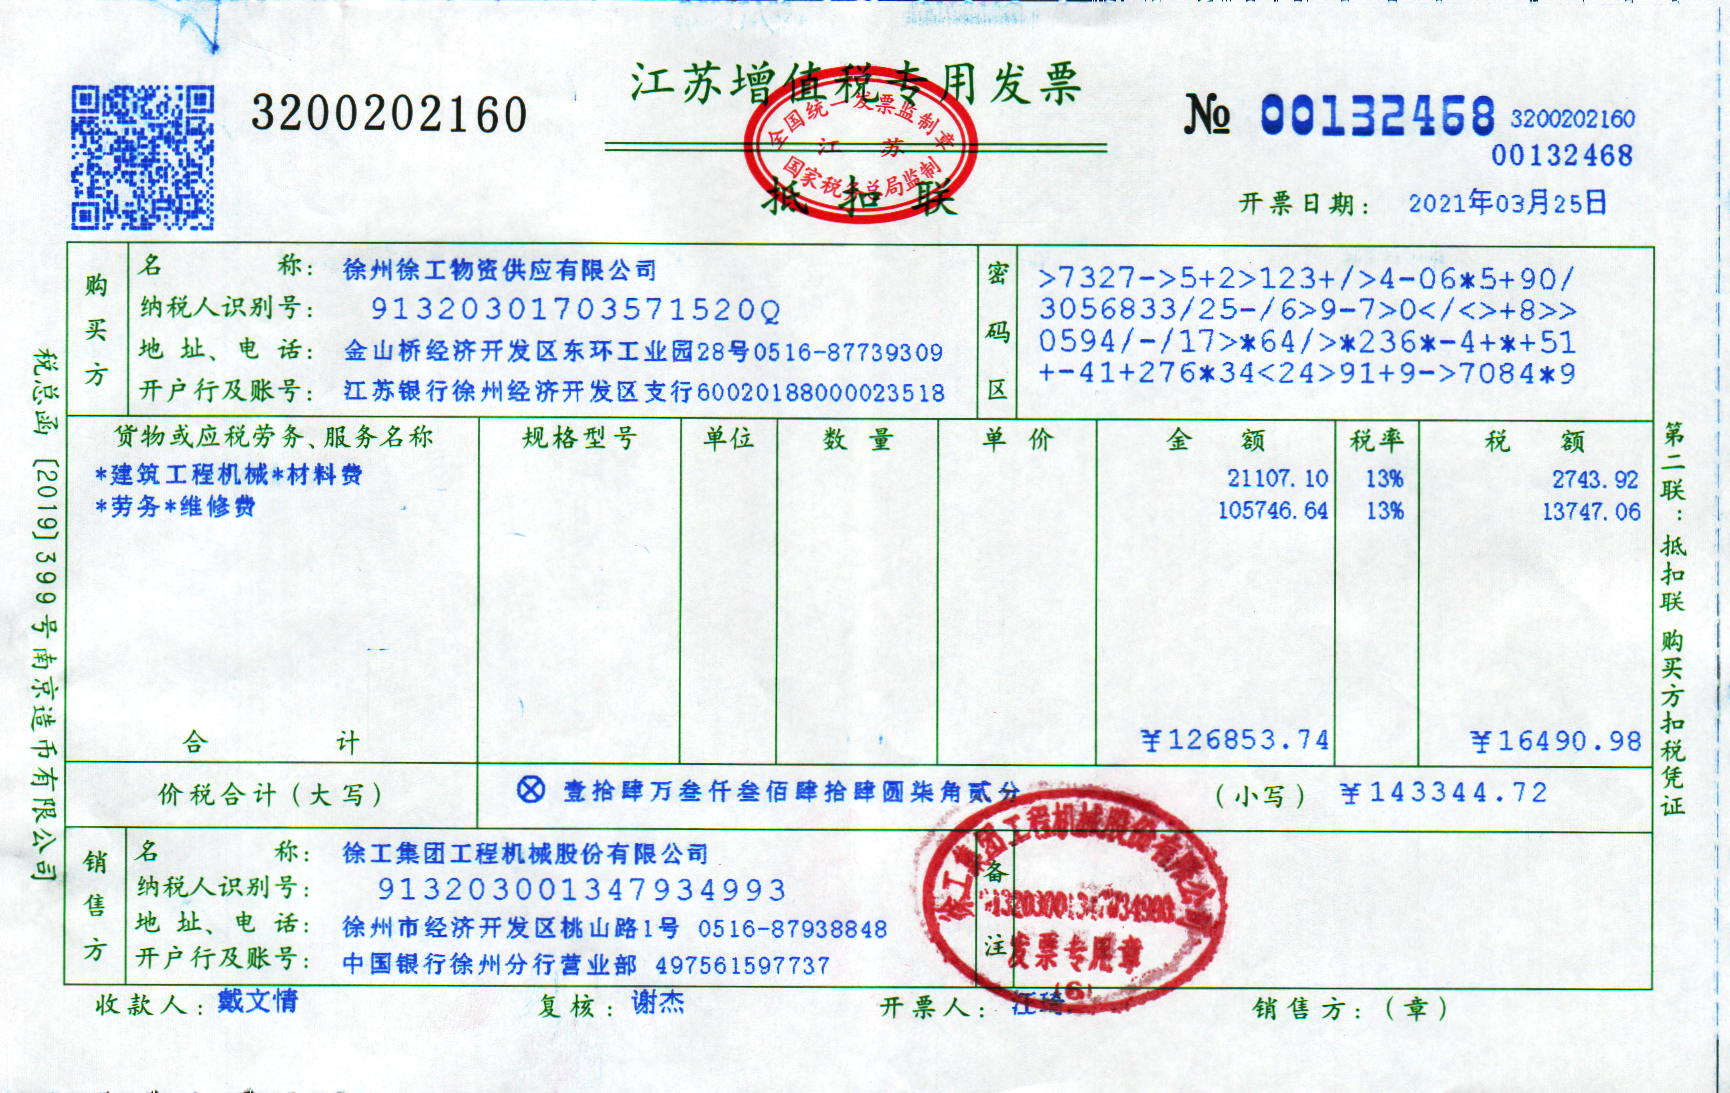 江苏增值税专用发票
3200202160
全国统一发票监制章
江 苏
国家税务总局监制
抵扣联
№ 00132468 3200202160
00132468
开票日期： 2021年03月25日
购买方
名 称： 徐州徐工物资供应有限公司
纳税人识别号： 91320301703571520Q
地 址、电 话： 金山桥经济开发区东环工业园28号0516-87739309
开户行及账号： 江苏银行徐州经济开发区支行60020188000023518
密码区
>7327->5+2>123+/>4-06*5+90/
3056833/25-/6>9-7>0</<>+8>>
0594/-/17>*64/>*236*-4+*+51
+-41+276*34<24>91+9->7084*9
货物或应税劳务、服务名称 规格型号 单位 数 量 单 价 金 额 税率 税 额
*建筑工程机械*材料费 21107.10 13% 2743.92
*劳务*维修费 105746.64 13% 13747.06
合 计 ￥126853.74 ￥16490.98
价税合计（大写） ⊗ 壹拾肆万叁仟叁佰肆拾肆圆柒角贰分 （小写） ￥143344.72
销售方
名 称： 徐工集团工程机械股份有限公司
纳税人识别号： 913203001347934993
地 址、电 话： 徐州市经济开发区桃山路1号 0516-87938848
开户行及账号： 中国银行徐州分行营业部 497561597737
备注
徐工集团工程机械股份有限公司
913203001347934993
发票专用章
(6)
收款人： 戴文情 复核： 谢杰 开票人： 汪琦 销售方：（章）
税总函〔2019〕399号南京造币有限公司
第二联：抵扣联 购买方扣税凭证